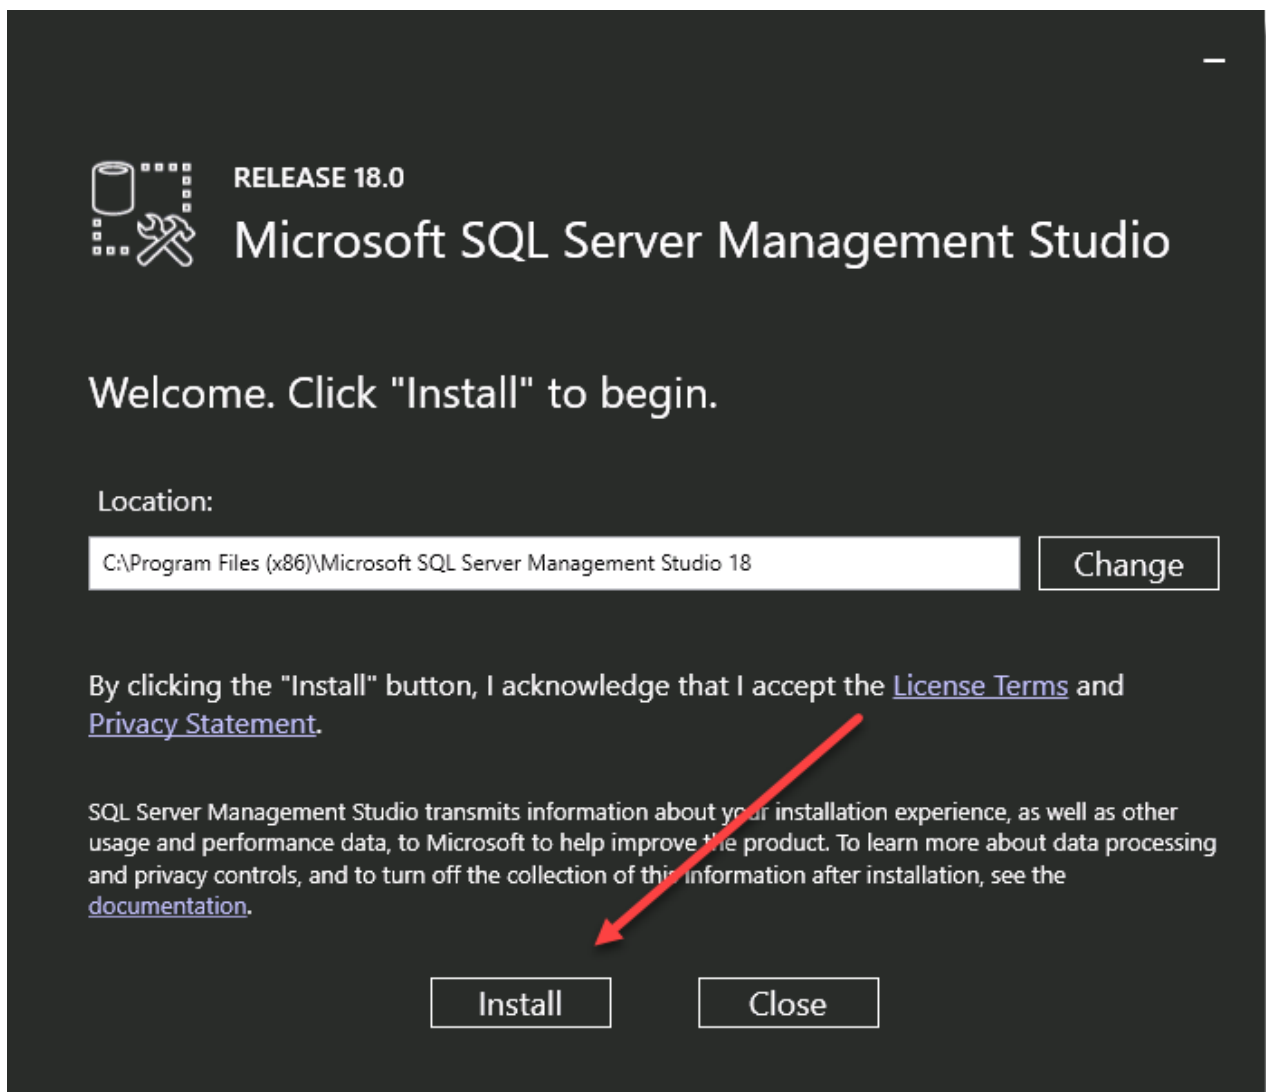 RELEASE 18.0
Microsoft SQL Server Management Studio
Welcome. Click "Install" to begin.
Location:
C:\Program Files (x86)\Microsoft SQL Server Management Studio 18
Change
By clicking the "Install" button, I acknowledge that I accept the License Terms and
Privacy Statement.
SQL Server Management Studio transmits information about your installation experience, as well as other
usage and performance data, to Microsoft to help improve the product. To learn more about data processing
and privacy controls, and to turn off the collection of this information after installation, see the
documentation.
Install
Close